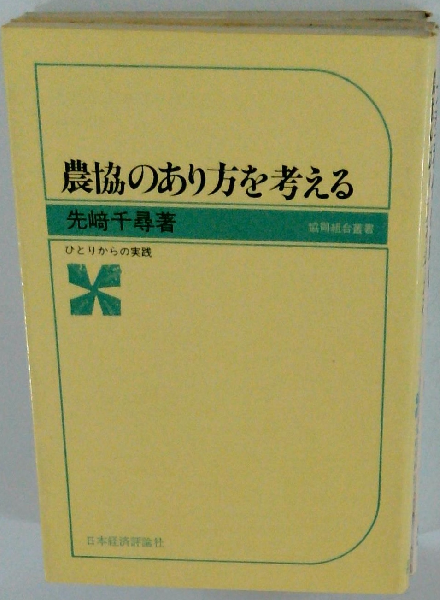 農協のあり方を考える
先﨑千尋著
協同組合叢書
ひとりからの実践
日本経済評論社